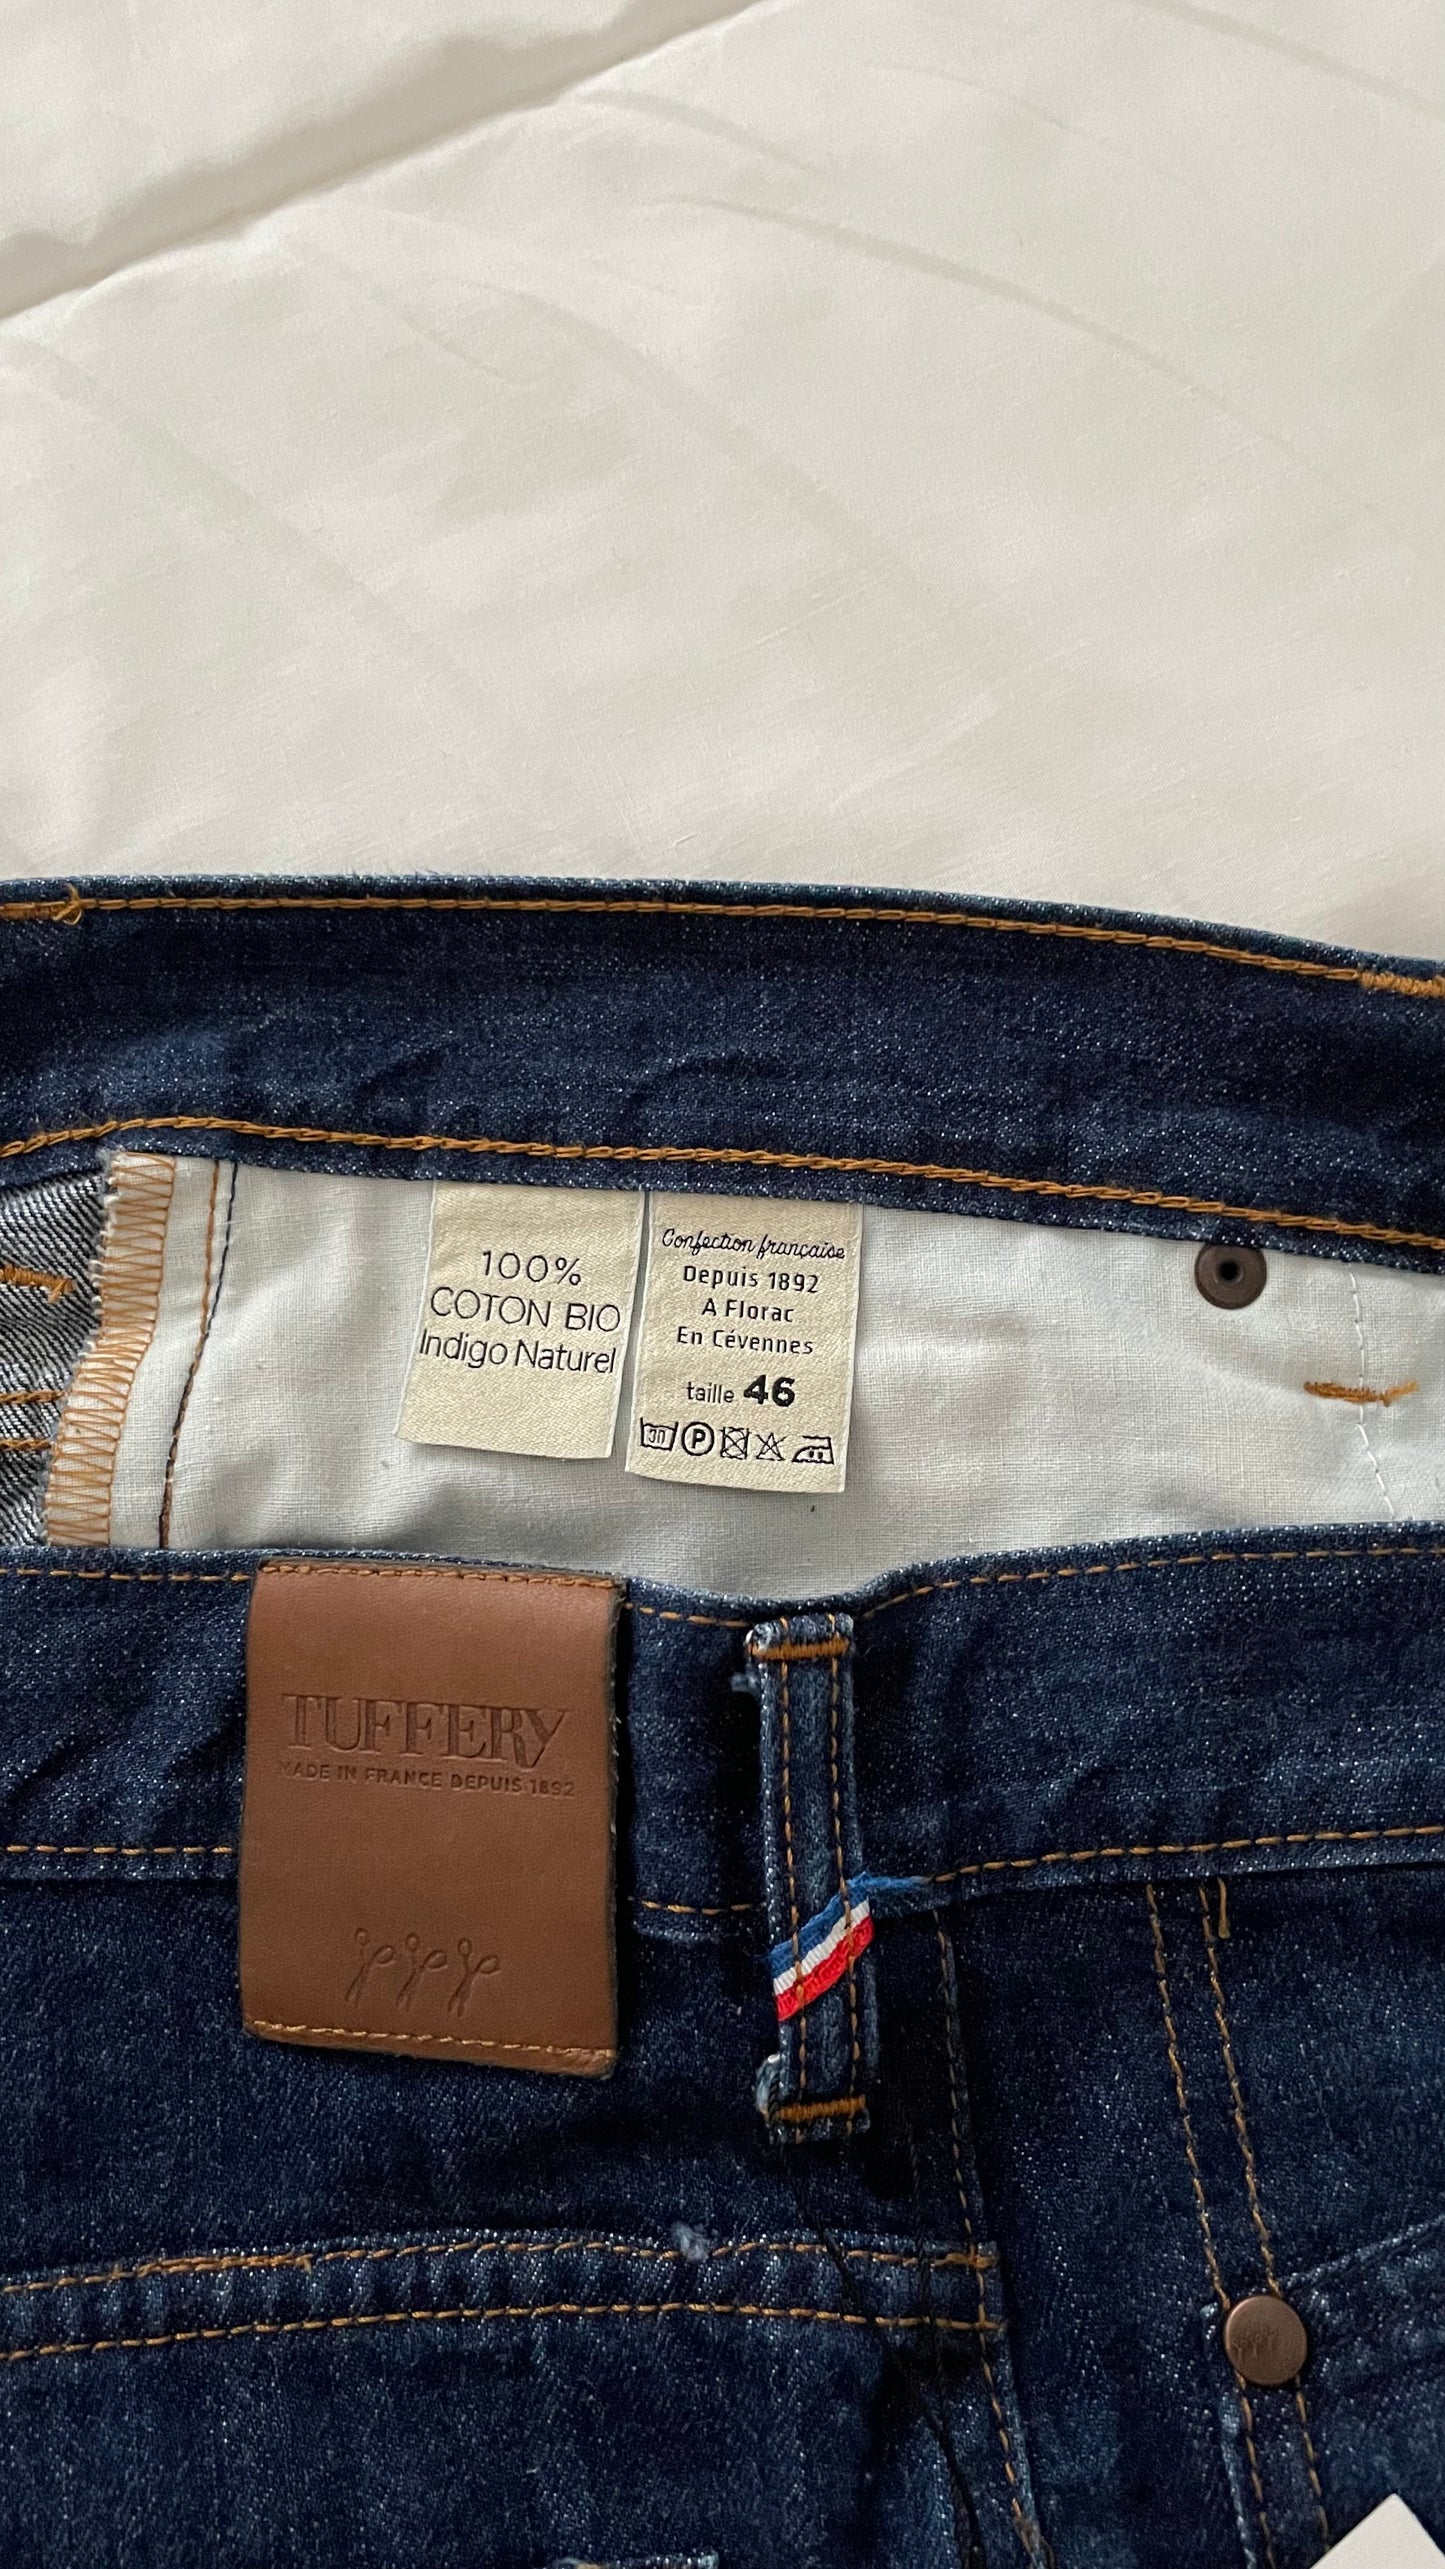 100%
COTON BIO
Indigo Naturel
Confection française
Depuis 1892
A Florac
En Cévennes
taille 46
30 P
TUFFERY
MADE IN FRANCE DEPUIS 1892